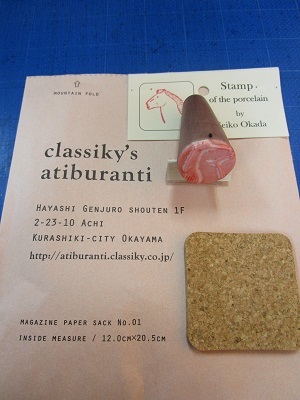 MOUNTAIN FOLD
Stamp
of the porcelain
by
eiko Okada
classiky's
atiburanti
HAYASHI GENJURO SHOUTEN 1F
2-23-10 ACHI
KURASHIKI-CITY OKAYAMA
http://atiburanti.classiky.co.jp/
MAGAZINE PAPER SACK No.01
INSIDE MEASURE / 12.0cm×20.5cm